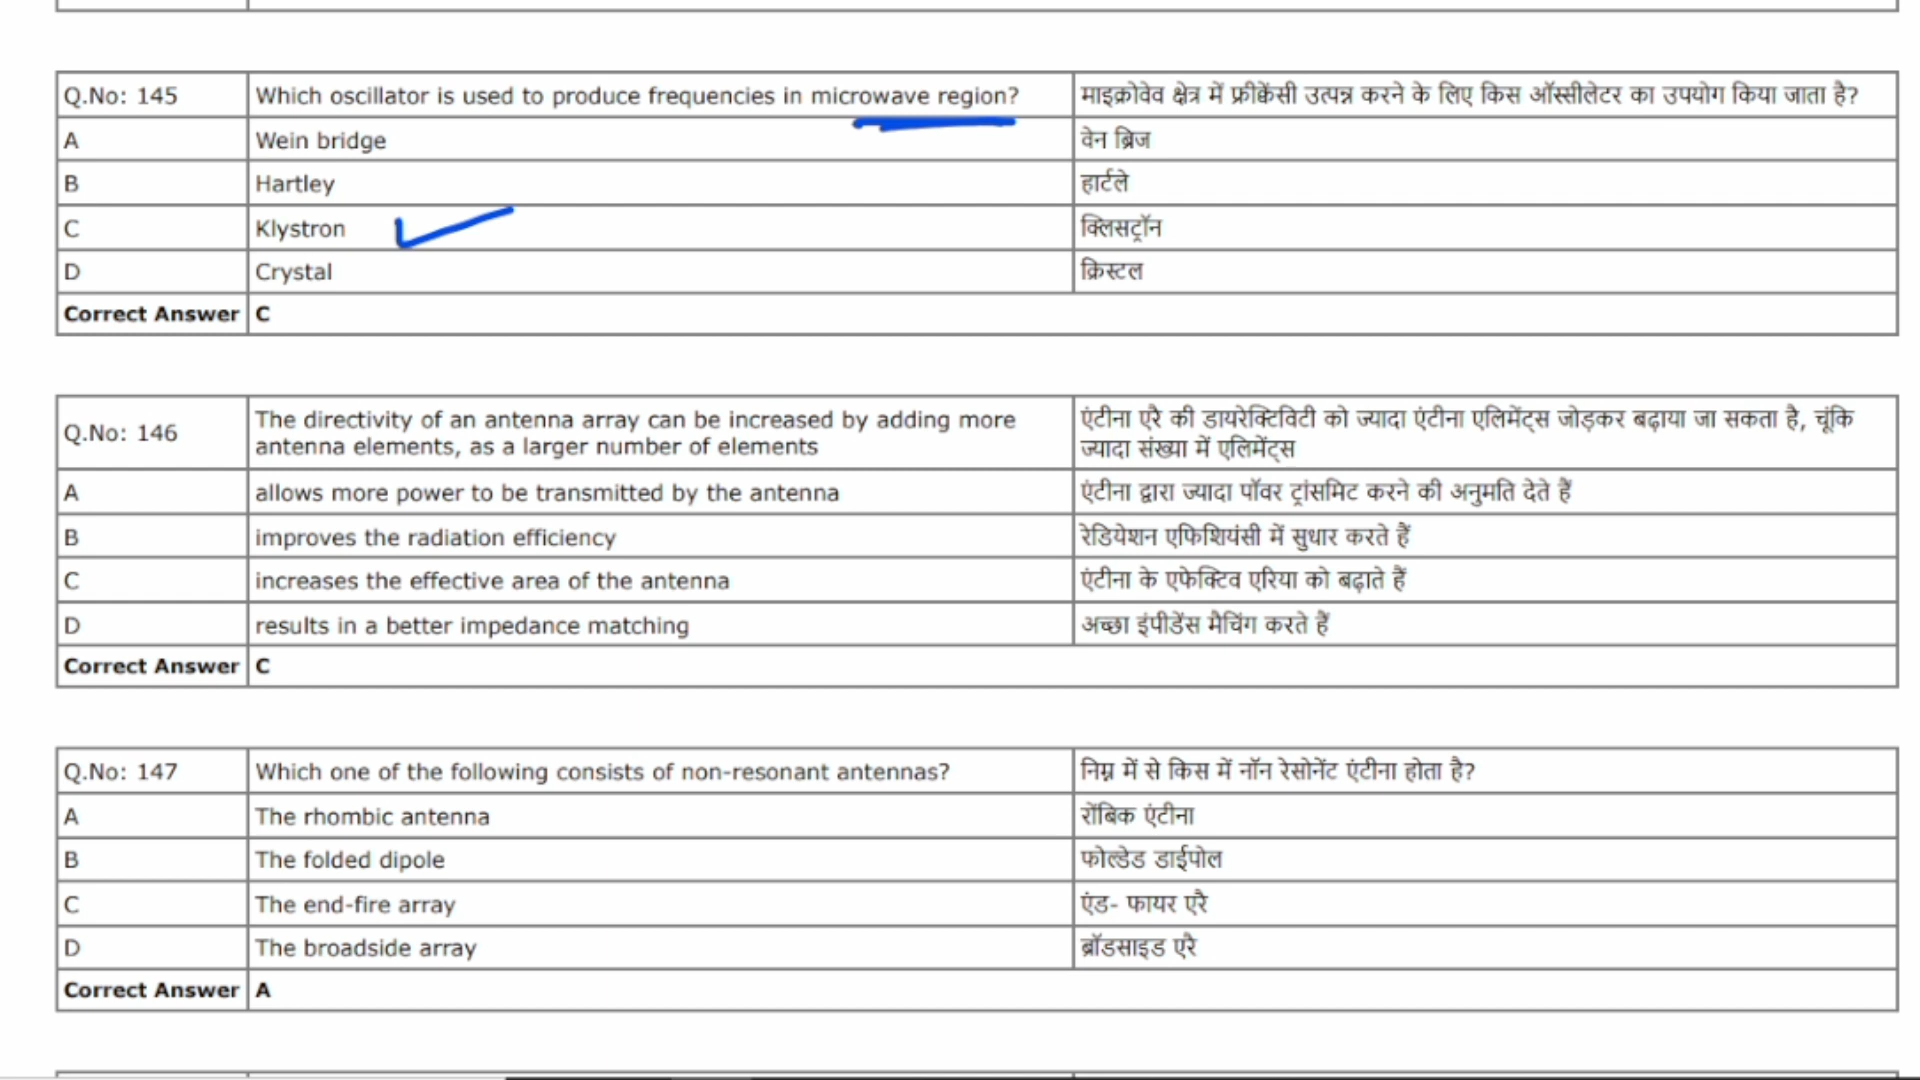 Q.No: 145 Which oscillator is used to produce frequencies in microwave region? माइक्रोवेव क्षेत्र में फ्रीक्वेंसी उत्पन्न करने के लिए किस ऑस्सीलेटर का उपयोग किया जाता है?
A Wein bridge वेन ब्रिज
B Hartley हार्टले
C Klystron क्लिसट्रॉन
D Crystal क्रिस्टल
Correct Answer C
Q.No: 146 The directivity of an antenna array can be increased by adding more एंटीना एरै की डायरेक्टिविटी को ज्यादा एंटीना एलिमेंट्स जोड़कर बढ़ाया जा सकता है, चूंकि
antenna elements, as a larger number of elements ज्यादा संख्या में एलिमेंट्स
A allows more power to be transmitted by the antenna एंटीना द्वारा ज्यादा पॉवर ट्रांसमिट करने की अनुमति देते हैं
B improves the radiation efficiency रेडियेशन एफिशियंसी में सुधार करते हैं
C increases the effective area of the antenna एंटीना के एफेक्टिव एरिया को बढ़ाते हैं
D results in a better impedance matching अच्छा इंपीडेंस मैचिंग करते हैं
Correct Answer C
Q.No: 147 Which one of the following consists of non-resonant antennas? निम्न में से किस में नॉन रेसोनेंट एंटीना होता है?
A The rhombic antenna रोंबिक एंटीना
B The folded dipole फोल्डेड डाईपोल
C The end-fire array एंड- फायर एरै
D The broadside array ब्रॉडसाइड एरै
Correct Answer A